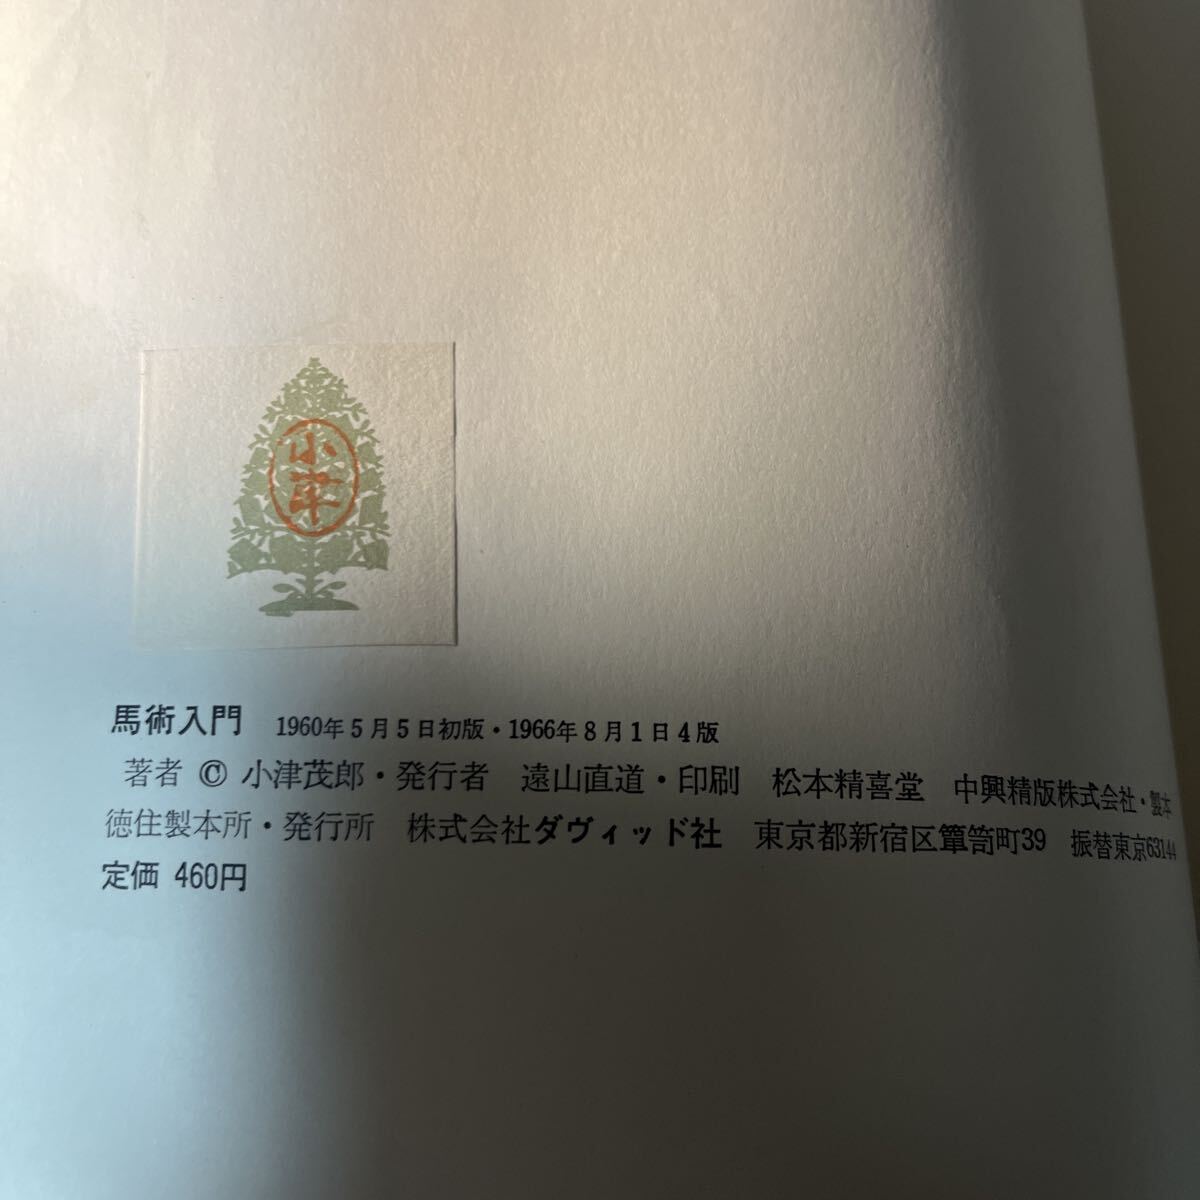 小津
馬術入門 1960年5月5日初版・1966年8月1日4版
著者 © 小津茂郎・発行者 遠山直道・印刷 松本精喜堂 中興精版株式会社・製本
徳住製本所・発行所 株式会社ダヴィッド社 東京都新宿区簞笥町39 振替東京63144
定価 460円